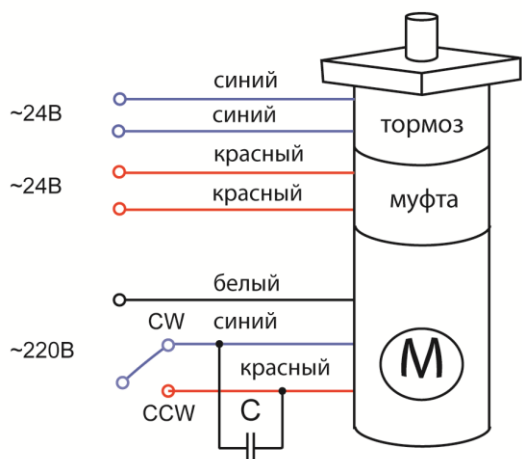 синий
~24В
синий
тормоз
красный
~24В
красный
муфта
белый
CW
синий
~220В
красный
M
CCW
C